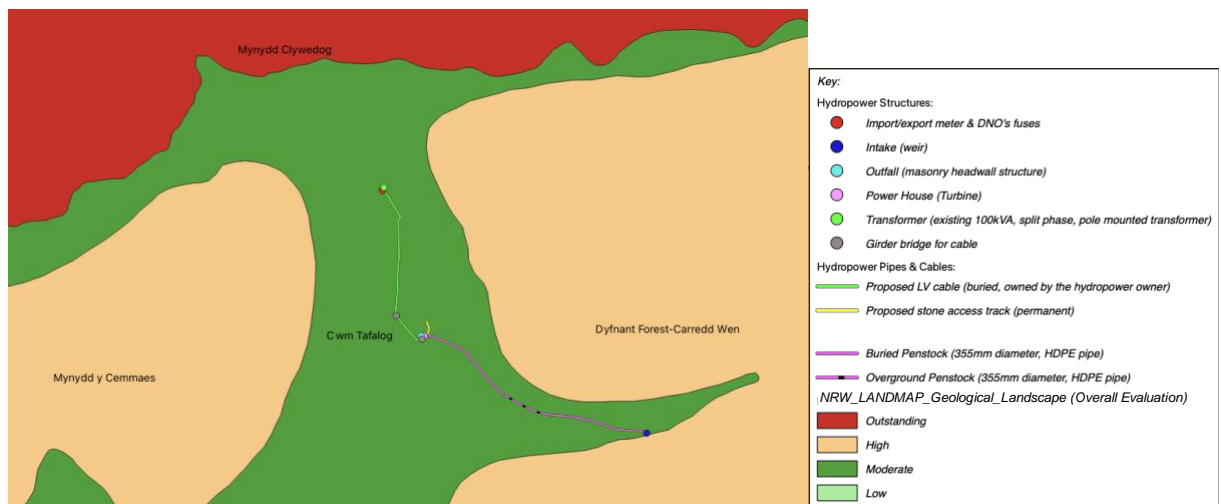 Mynydd Clywedog
Cwm Tafalog
Dyfnant Forest-Carredd Wen
Mynydd y Cemmaes
Key:
Hydropower Structures:
Import/export meter & DNO's fuses
Intake (weir)
Outfall (masonry headwall structure)
Power House (Turbine)
Transformer (existing 100kVA, split phase, pole mounted transformer)
Girder bridge for cable
Hydropower Pipes & Cables:
Proposed LV cable (buried, owned by the hydropower owner)
Proposed stone access track (permanent)
Buried Penstock (355mm diameter, HDPE pipe)
Overground Penstock (355mm diameter, HDPE pipe)
NRW_LANDMAP_Geological_Landscape (Overall Evaluation)
Outstanding
High
Moderate
Low